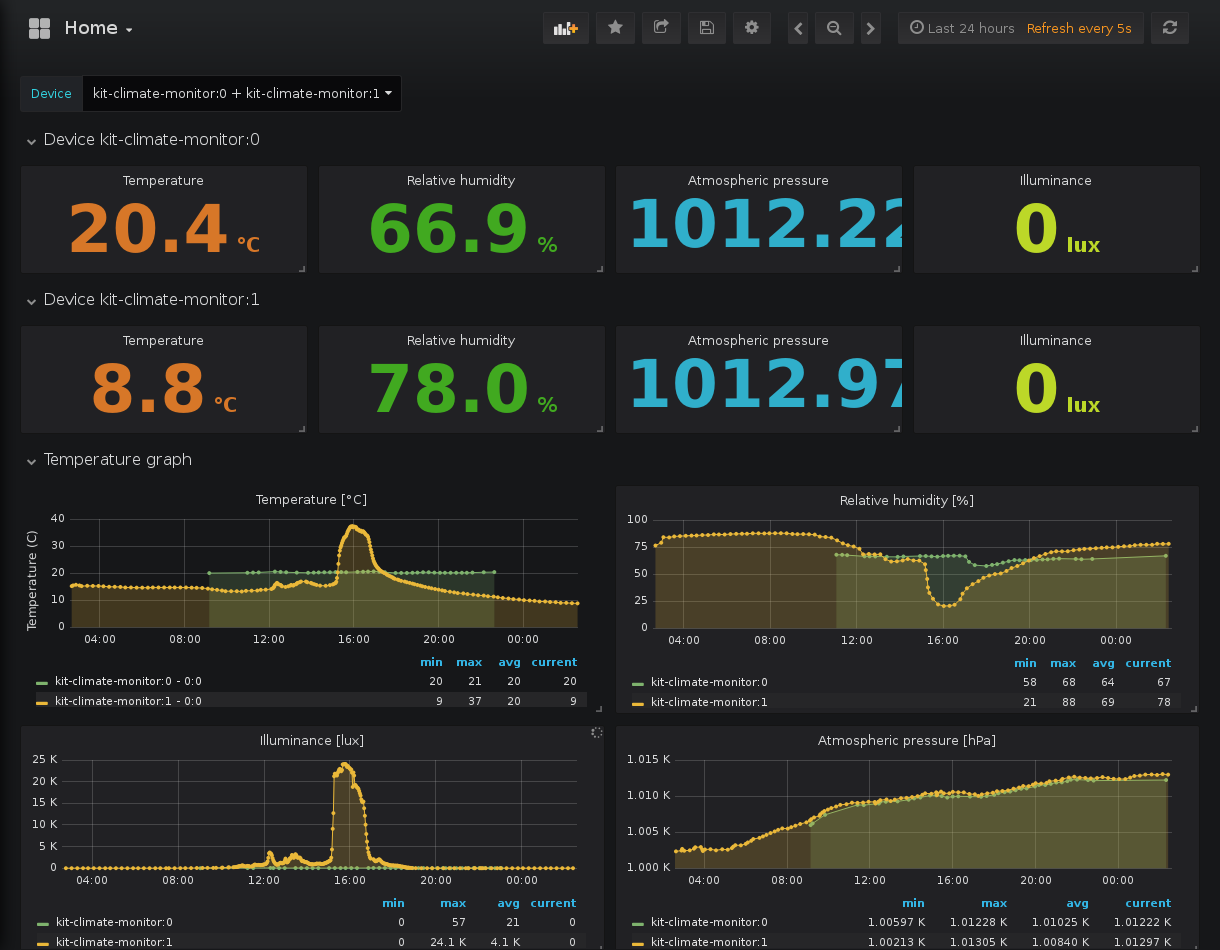 Home
Last 24 hours Refresh every 5s
Device kit-climate-monitor:0 + kit-climate-monitor:1
Device kit-climate-monitor:0
Temperature Relative humidity Atmospheric pressure Illuminance
20.4 °C 66.9 % 1012.22 0 lux
Device kit-climate-monitor:1
Temperature Relative humidity Atmospheric pressure Illuminance
8.8 °C 78.0 % 1012.97 0 lux
Temperature graph
Temperature [°C]
Temperature (C)
40
30
20
10
0
04:00 08:00 12:00 16:00 20:00 00:00
min max avg current
kit-climate-monitor:0 - 0:0 20 21 20 20
kit-climate-monitor:1 - 0:0 9 37 20 9
Relative humidity [%]
100
75
50
25
0
04:00 08:00 12:00 16:00 20:00 00:00
min max avg current
kit-climate-monitor:0 58 68 64 67
kit-climate-monitor:1 21 88 69 78
Illuminance [lux]
25 K
20 K
15 K
10 K
5 K
0
04:00 08:00 12:00 16:00 20:00 00:00
min max avg current
kit-climate-monitor:0 0 57 21 0
kit-climate-monitor:1 0 24.1 K 4.1 K 0
Atmospheric pressure [hPa]
1.015 K
1.010 K
1.005 K
1.000 K
04:00 08:00 12:00 16:00 20:00 00:00
min max avg current
kit-climate-monitor:0 1.00597 K 1.01228 K 1.01025 K 1.01222 K
kit-climate-monitor:1 1.00213 K 1.01305 K 1.00840 K 1.01297 K